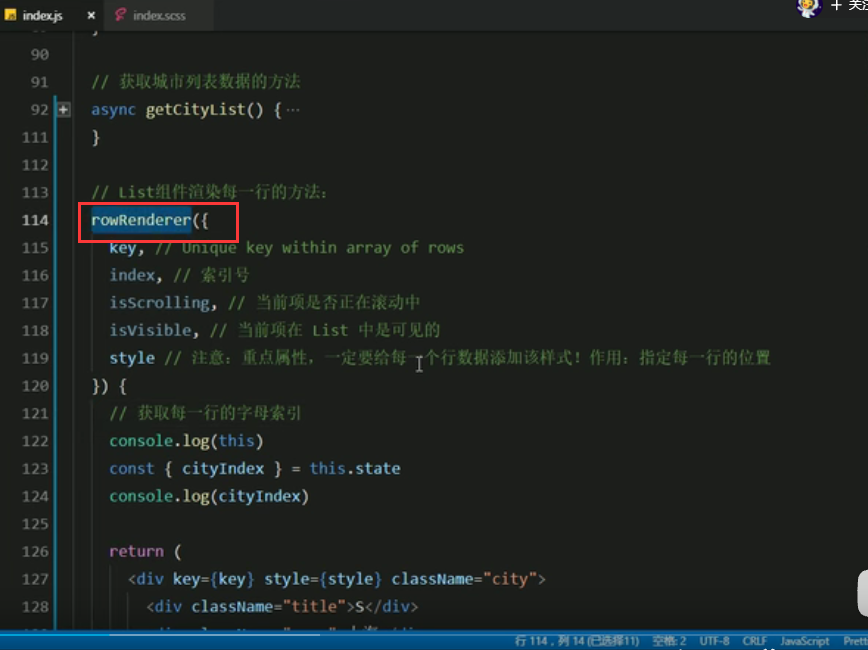 index.js × index.scss
+ 关注
90
91 // 获取城市列表数据的方法
92 async getCityList() { ···
111 }
112
113 // List组件渲染每一行的方法:
114 rowRenderer({
115 key, // Unique key within array of rows
116 index, // 索引号
117 isScrolling, // 当前项是否正在滚动中
118 isVisible, // 当前项在 List 中是可见的
119 style // 注意: 重点属性, 一定要给每一个行数据添加该样式! 作用: 指定每一行的位置
120 }) {
121 // 获取每一行的字母索引
122 console.log(this)
123 const { cityIndex } = this.state
124 console.log(cityIndex)
125
126 return (
127 <div key={key} style={style} className="city">
128 <div className="title">S</div>
行 114, 列 14 (已选择11) 空格: 2 UTF-8 CRLF JavaScript